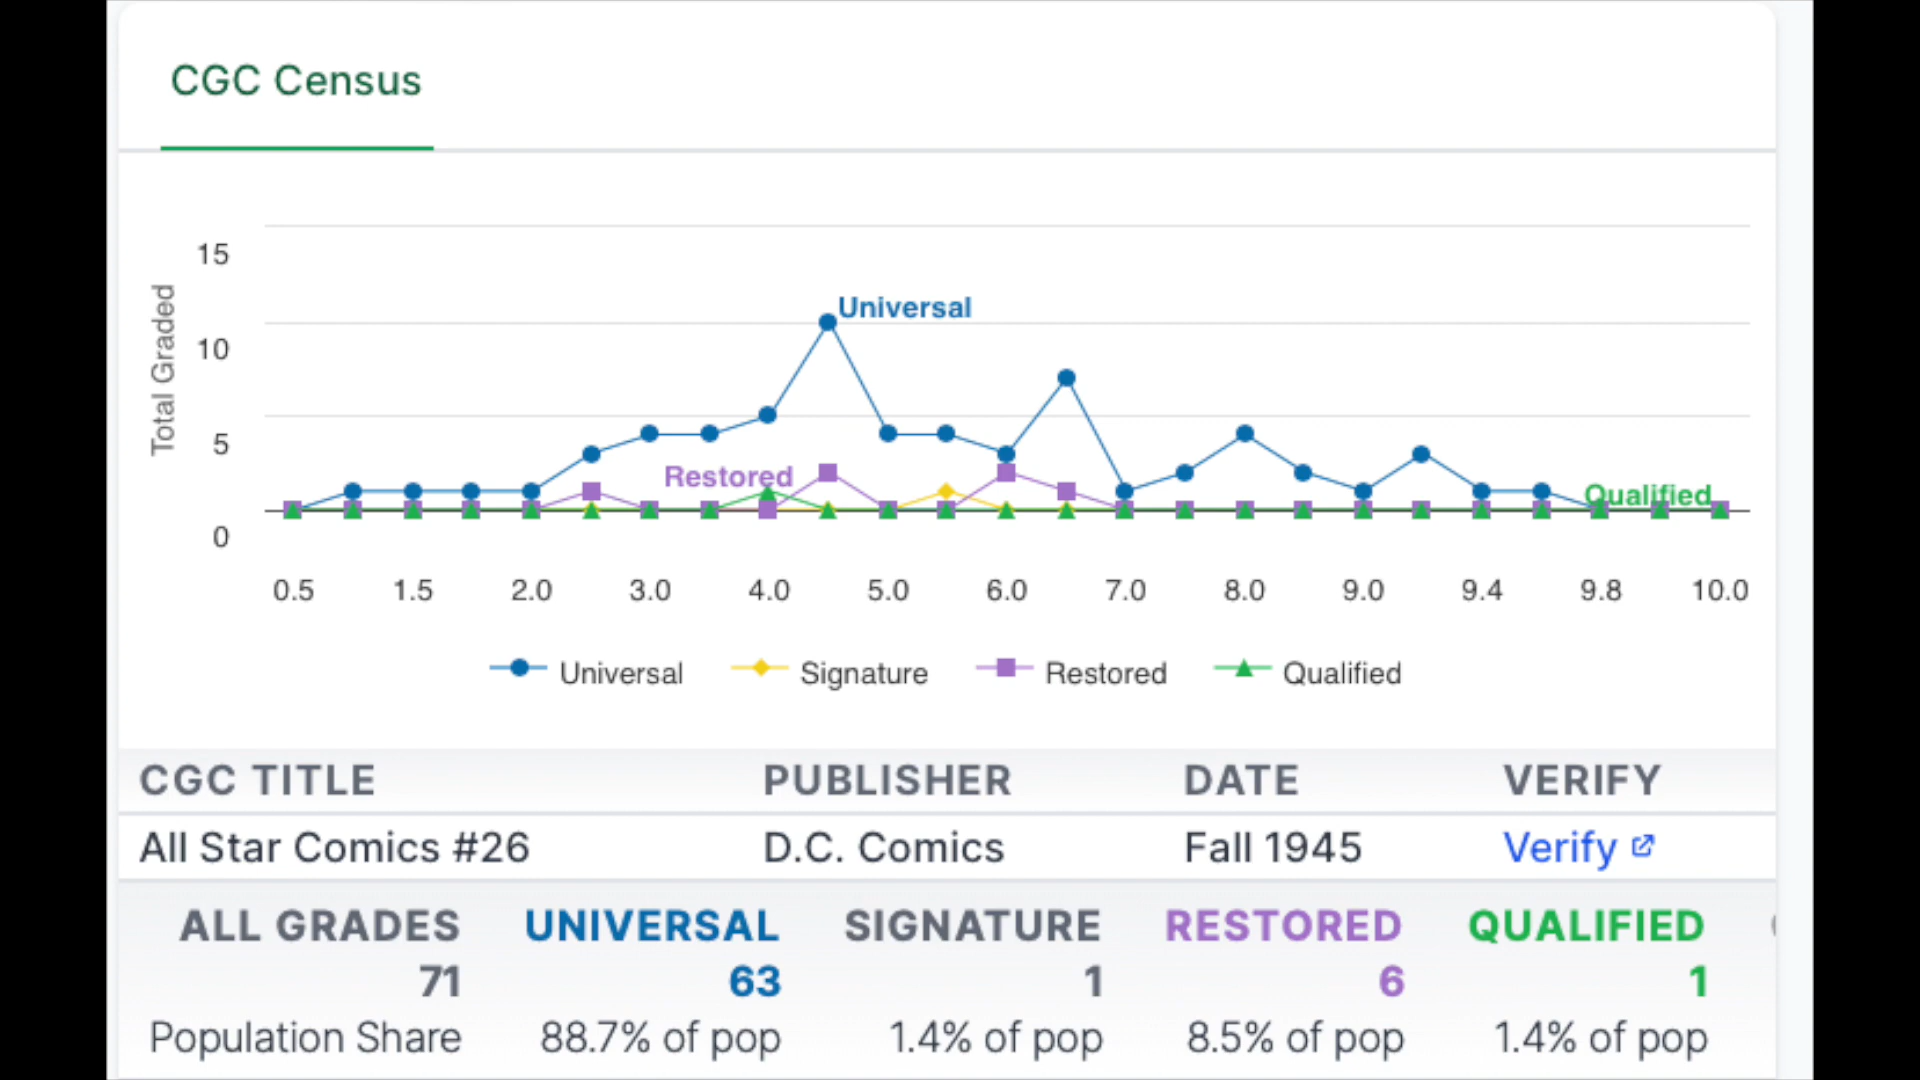 CGC Census
15
10
5
0
Total Graded
Universal
Restored
Qualified
0.5 1.5 2.0 3.0 4.0 5.0 6.0 7.0 8.0 9.0 9.4 9.8 10.0
Universal Signature Restored Qualified
CGC TITLE PUBLISHER DATE VERIFY
All Star Comics #26 D.C. Comics Fall 1945 Verify
ALL GRADES UNIVERSAL SIGNATURE RESTORED QUALIFIED
71 63 1 6 1
Population Share 88.7% of pop 1.4% of pop 8.5% of pop 1.4% of pop